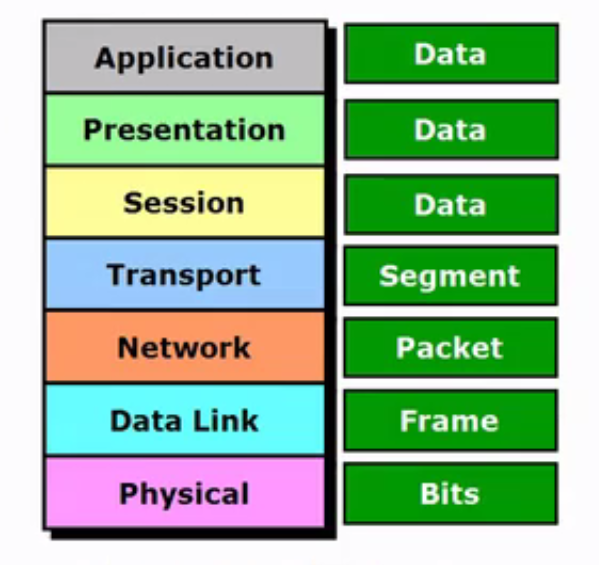 Application
Data
Presentation
Data
Session
Data
Transport
Segment
Network
Packet
Data Link
Frame
Physical
Bits